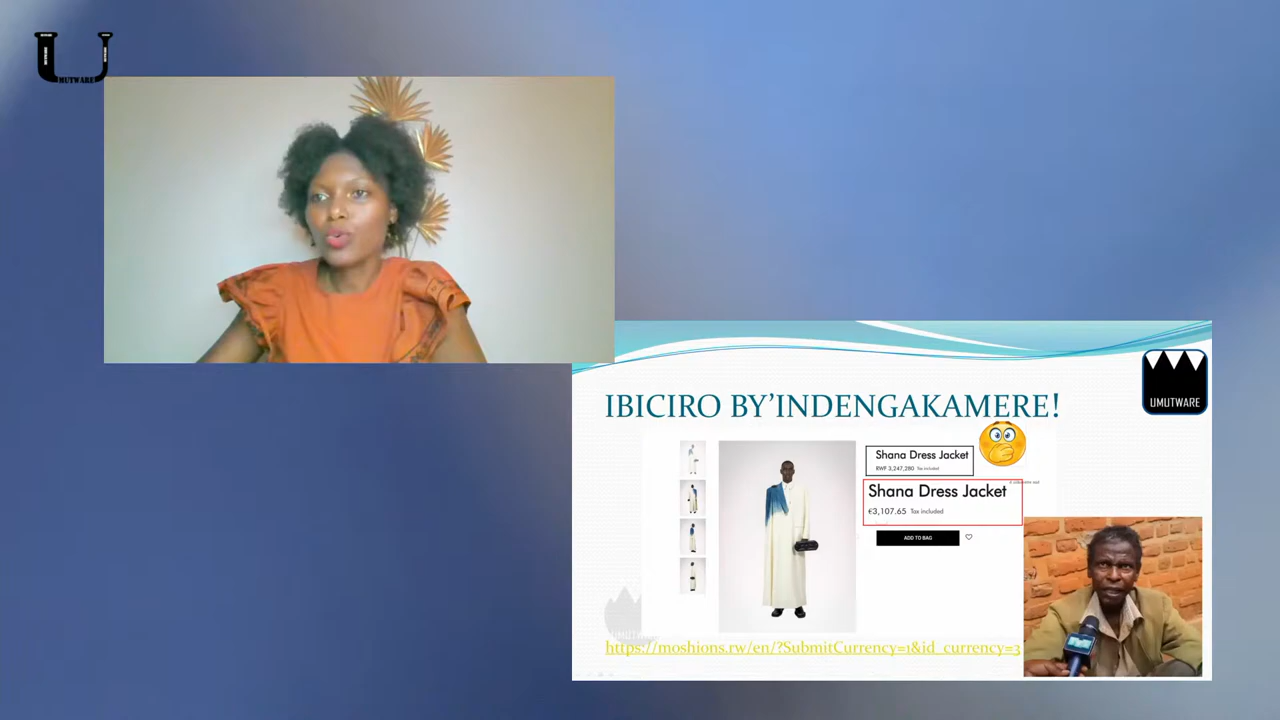 UMUTWARE
IBICIRO BY'INDENGAKAMERE!
UMUTWARE
Shana Dress Jacket
RWF 3,247,280 Tax included
Shana Dress Jacket
€3,107.65 Tax included
ADD TO BAG
https://moshions.rw/en/?SubmitCurrency=1&id_currency=3